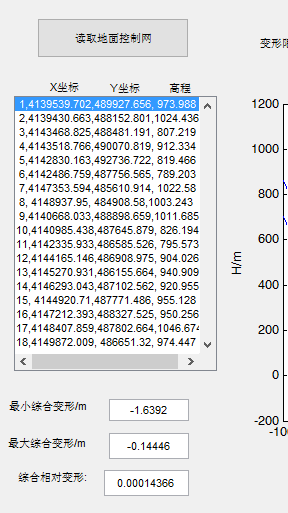 读取地面控制网
变形限
X坐标 Y坐标 高程
1,4139539.702,489927.656, 973.988
2,4139430.663,488152.801,1024.436
3,4143468.825,488481.191, 807.219
4,4143518.766,490070.819, 912.334
5,4142830.163,492736.722, 819.466
6,4142486.759,487756.565, 789.203
7,4147353.594,485610.914, 1022.58
8, 4148937.95, 484908.58,1003.243
9,4140668.033,488898.659,1011.685
10,4140985.438,487645.879, 826.194
11,4142335.933,486585.526, 795.573
12,4144165.146,486908.975, 904.026
13,4145270.931,486155.664, 940.909
14,4146293.043,487102.562, 920.955
15, 4144920.71,487771.486, 955.128
16,4147212.393,488327.525, 950.256
17,4148407.859,487802.664,1046.674
18,4149872.009, 486651.32, 974.447
1200
1000
800
600
400
200
0
-200
-100
H/m
最小综合变形/m -1.6392
最大综合变形/m -0.14446
综合相对变形: 0.00014366